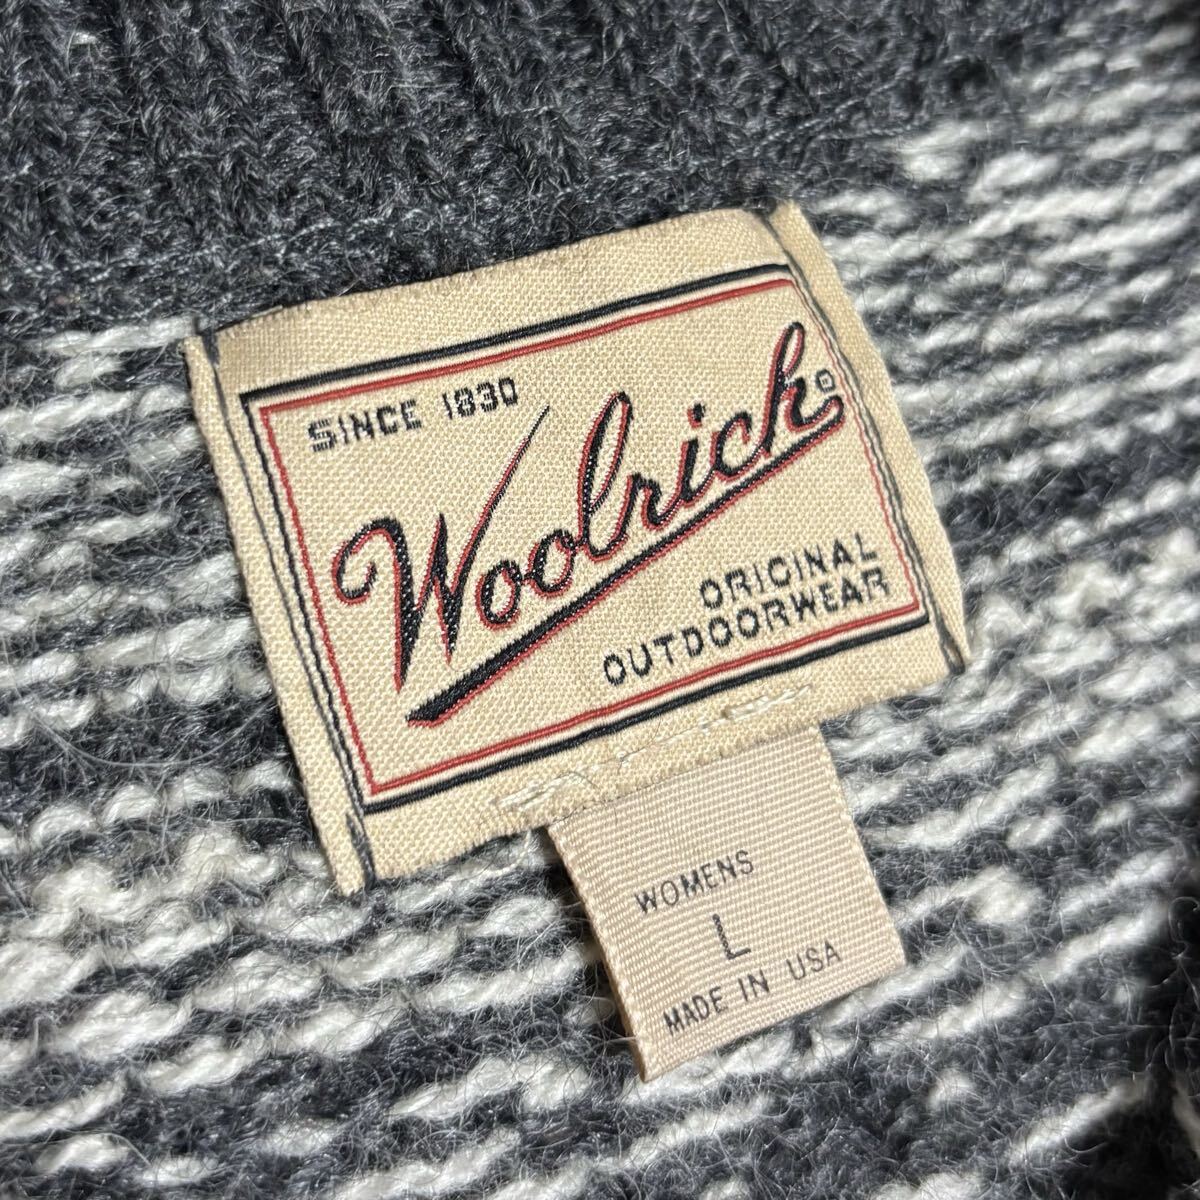 SINCE 1830
Woolrich®
ORIGINAL
OUTDOORWEAR
WOMENS
L
MADE IN USA